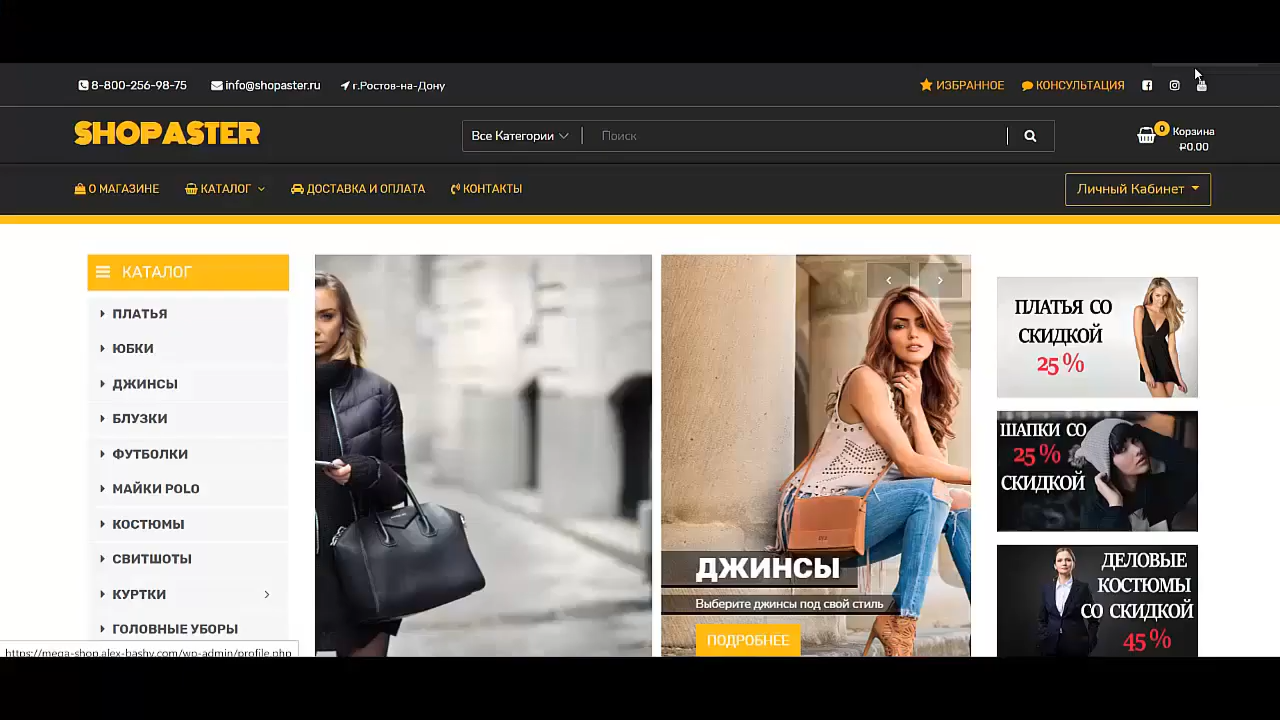 8-800-256-98-75
info@shopaster.ru
г.Ростов-на-Дону
ИЗБРАННОЕ
КОНСУЛЬТАЦИЯ
SHOPASTER
Все Категории
Поиск
0
Корзина
₽0.00
О МАГАЗИНЕ
КАТАЛОГ
ДОСТАВКА И ОПЛАТА
КОНТАКТЫ
Личный Кабинет
КАТАЛОГ
ПЛАТЬЯ
ЮБКИ
ДЖИНСЫ
БЛУЗКИ
ФУТБОЛКИ
МАЙКИ POLO
КОСТЮМЫ
СВИТШОТЫ
КУРТКИ
ГОЛОВНЫЕ УБОРЫ
ДЖИНСЫ
Выберите джинсы под свой стиль
ПОДРОБНЕЕ
ПЛАТЬЯ СО
СКИДКОЙ
25 %
ШАПКИ СО
25 %
СКИДКОЙ
ДЕЛОВЫЕ
КОСТЮМЫ
СО СКИДКОЙ
45 %
https://mega-shop.alex-bashy.com/wp-admin/profile.php